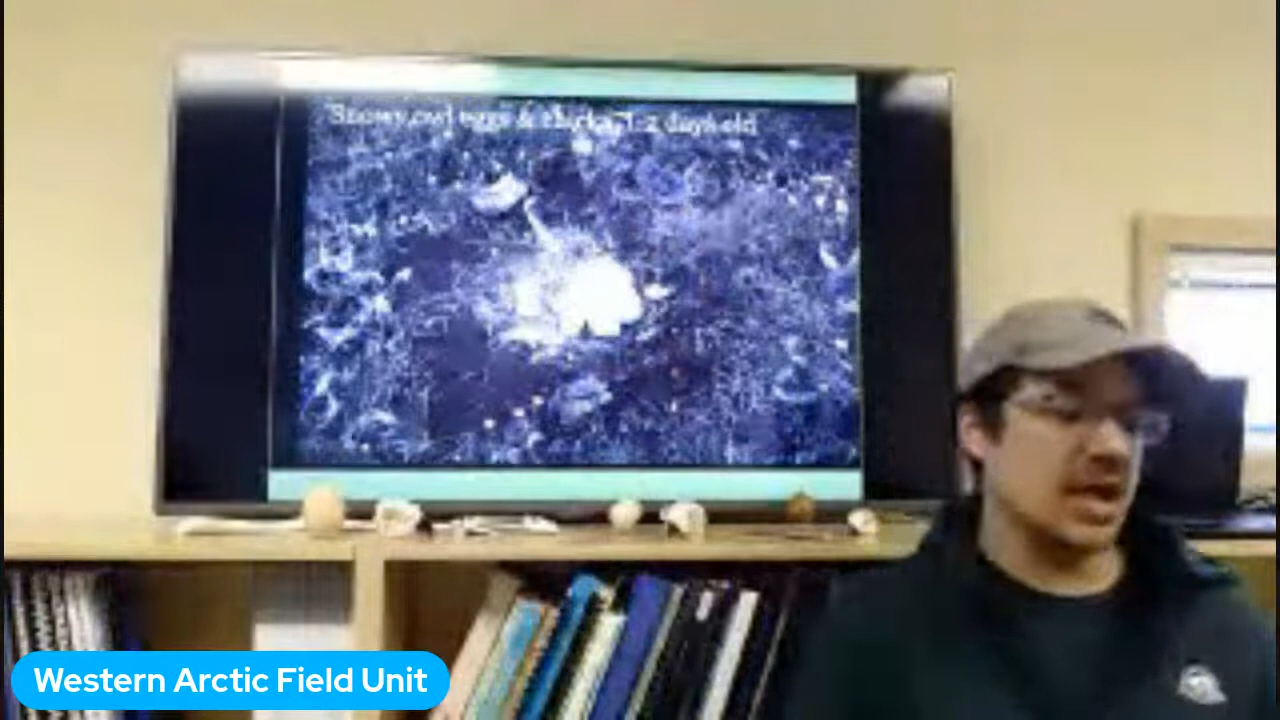 Snowy owl eggs & chicks, 1-2 days old
Western Arctic Field Unit